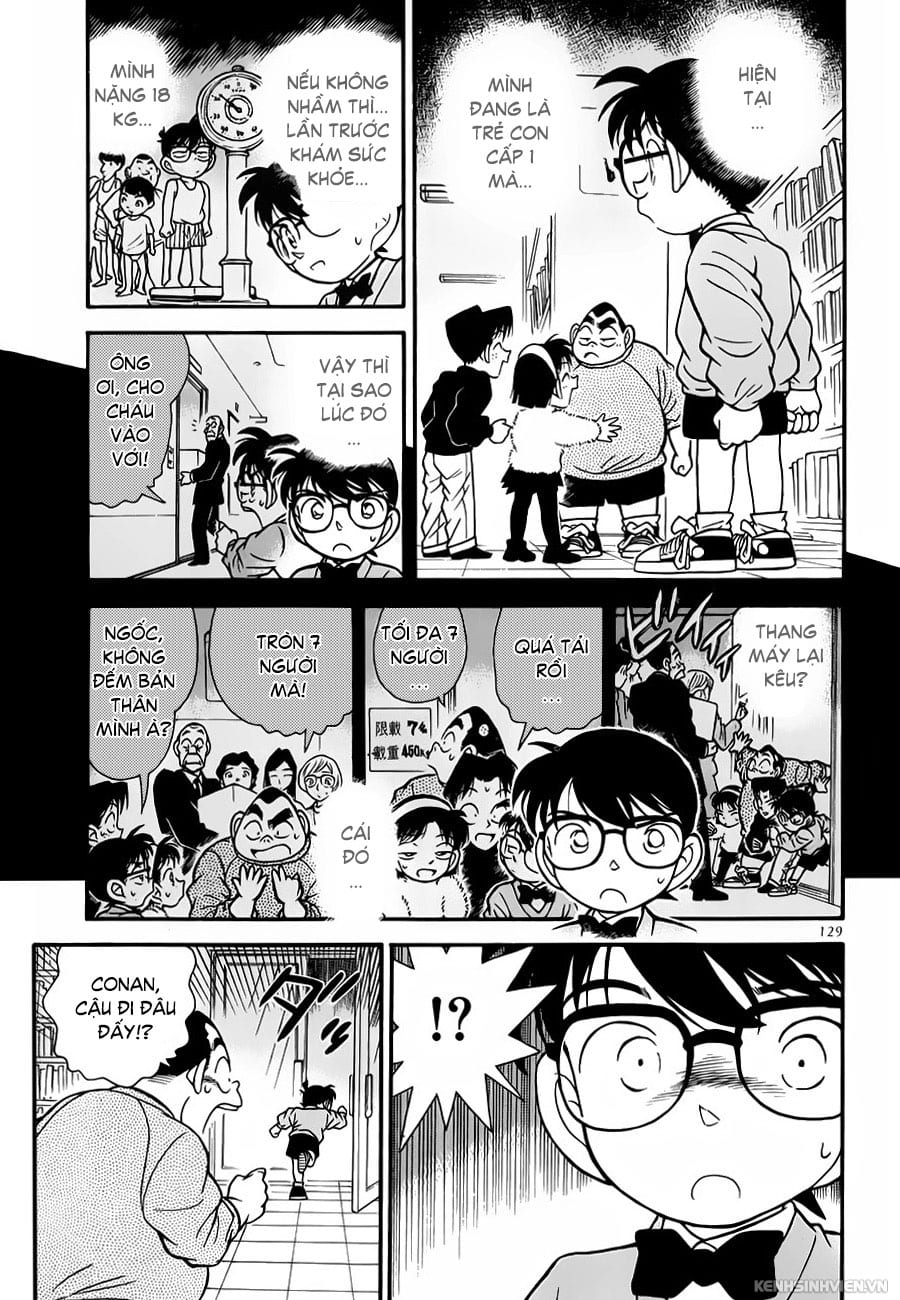 HIỆN
TẠI
...
MÌNH
ĐANG LÀ
TRẺ CON
CẤP 1
MÀ...
NẾU KHÔNG
NHẦM THÌ...
LẦN TRƯỚC
KHÁM SỨC
KHỎE...
MÌNH
NẶNG 18
KG...
VẬY THÌ
TẠI SAO
LÚC ĐÓ
...
ÔNG
ƠI, CHO
CHÁU
VÀO
VỚI!
THANG
MÁY LẠI
KÊU?
QUÁ TẢI
RỒI
...
TỐI ĐA 7
NGƯỜI
...
限載 7名
載重 450K
CÁI
ĐÓ
...
TRÒN 7
NGƯỜI
MÀ!
NGỐC,
KHÔNG
ĐẾM BẢN
THÂN
MÌNH À?
129
!?
CONAN,
CẬU ĐI ĐÂU
ĐẤY!?
KENHSINHVIEN.VN